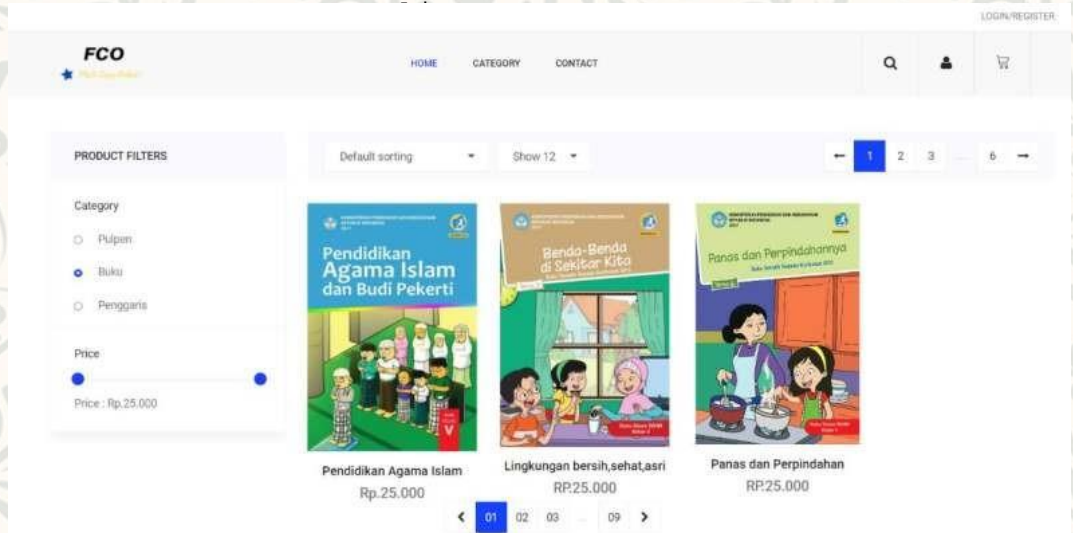 LOGIN/REGISTER
FCO
HOME CATEGORY CONTACT
PRODUCT FILTERS
Default sorting Show 12 1 2 3 ... 6
Category
Pulpen
Buku
Penggaris
Price
Price : Rp.25.000
Pendidikan
Agama Islam
dan Budi Pekerti
V
Benda-Benda
di Sekitar Kita
Panas dan Perpindahannya
Pendidikan Agama Islam
Rp.25.000
Lingkungan bersih,sehat,asri
RP.25.000
Panas dan Perpindahan
RP.25.000
01 02 03 ... 09